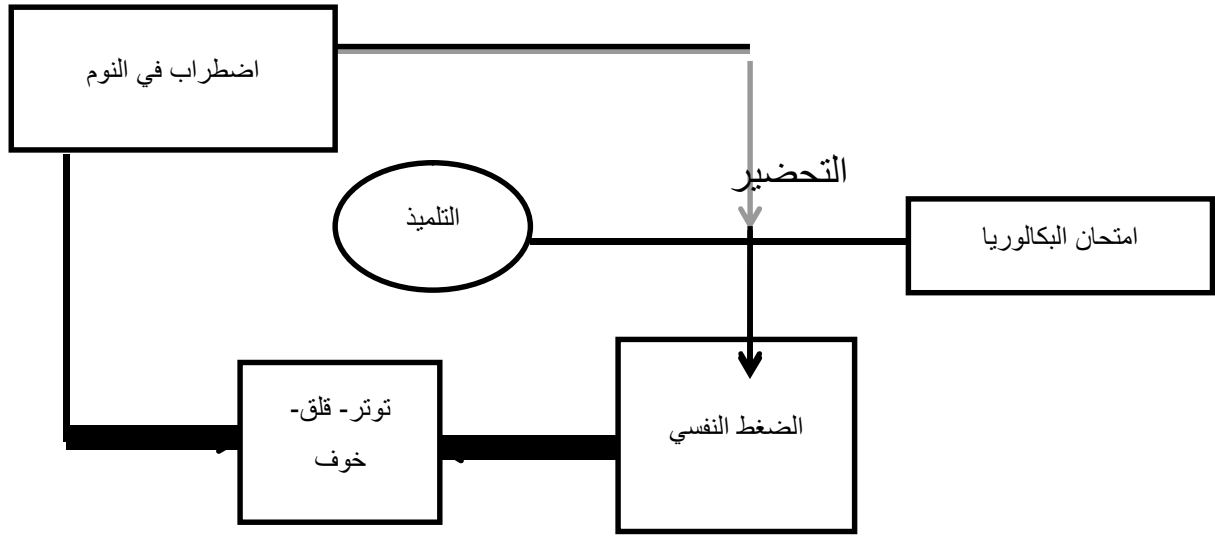 اضطراب في النوم
التحضير
التلميذ
امتحان البكالوريا
توتر- قلق-
خوف
الضغط النفسي